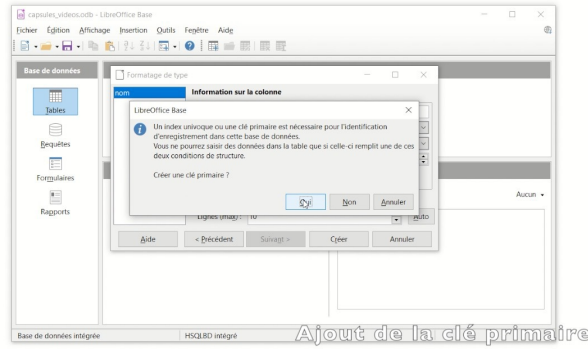 capsules_videos.odb - LibreOffice Base
Fichier Édition Affichage Insertion Outils Fenêtre Aide
Base de données
Tables
Requêtes
Formulaires
Rapports
Formatage de type
nom
Information sur la colonne
LibreOffice Base
Un index univoque ou une clé primaire est nécessaire pour l'identification
d'enregistrement dans cette base de données.
Vous ne pourrez saisir des données dans la table que si celle-ci remplit une de ces
deux conditions de structure.
Créer une clé primaire ?
Oui Non Annuler
Lignes (max) : 10 Auto
Aide < Précédent Suivant > Créer Annuler
Aucun
Base de données intégrée HSQLBD intégré
Ajout de la clé primaire